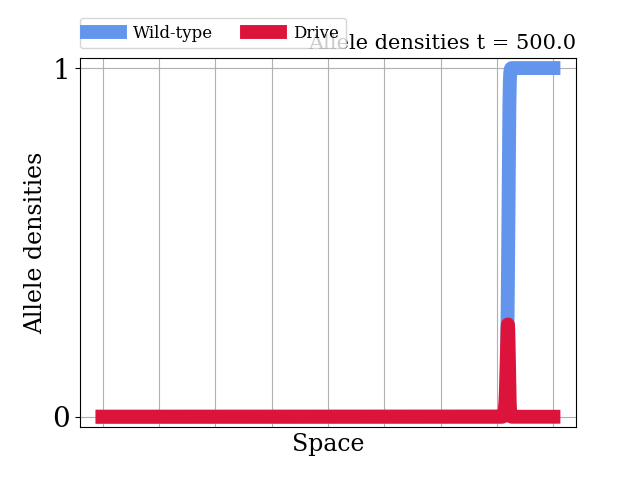 Wild-type Drive
Allele densities t = 500.0
1
Allele densities
0
Space